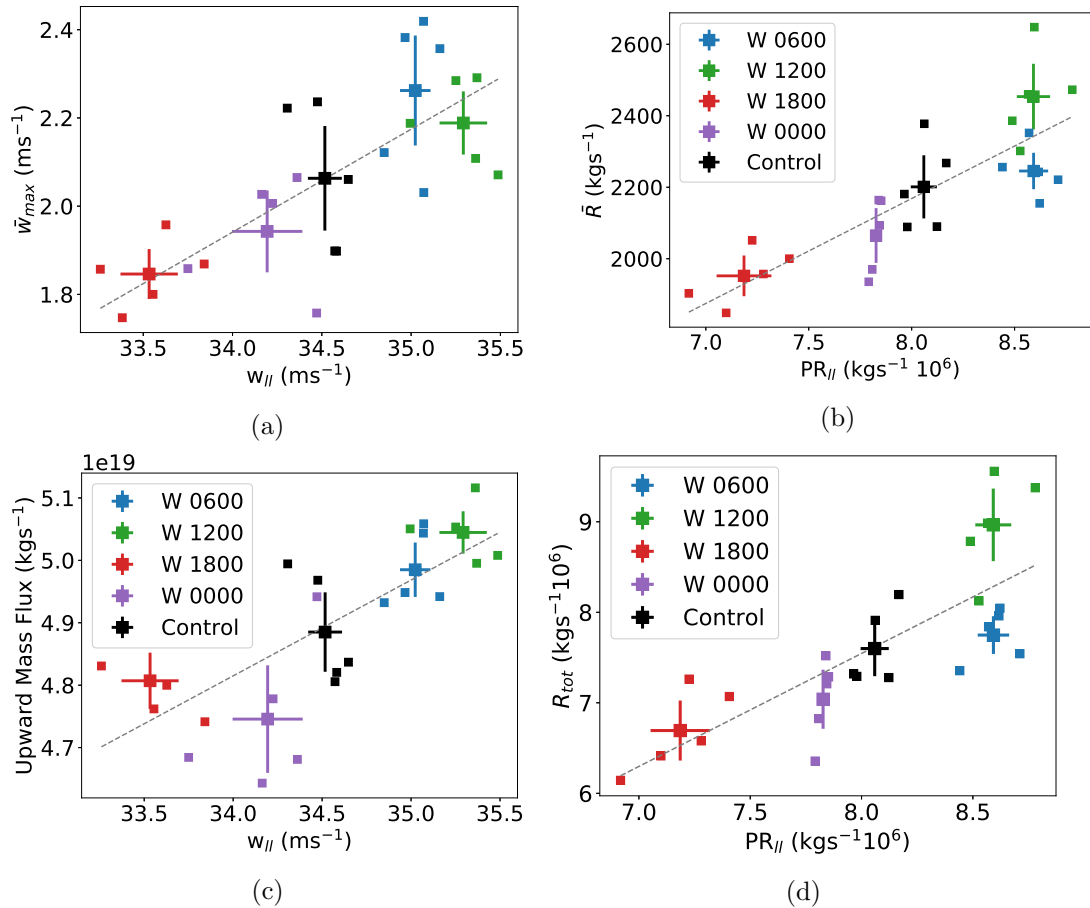 2.4
2.2
2.0
1.8
w̄max (ms⁻¹)
33.5 34.0 34.5 35.0 35.5
w// (ms⁻¹)
(a)
W 0600
W 1200
W 1800
W 0000
Control
2600
2400
2200
2000
R̄ (kgs⁻¹)
7.0 7.5 8.0 8.5
PR// (kgs⁻¹ 10⁶)
(b)
1e19
W 0600
W 1200
W 1800
W 0000
Control
5.1
5.0
4.9
4.8
4.7
Upward Mass Flux (kgs⁻¹)
33.5 34.0 34.5 35.0 35.5
w// (ms⁻¹)
(c)
W 0600
W 1200
W 1800
W 0000
Control
9
8
7
6
Rtot (kgs⁻¹10⁶)
7.0 7.5 8.0 8.5
PR// (kgs⁻¹10⁶)
(d)